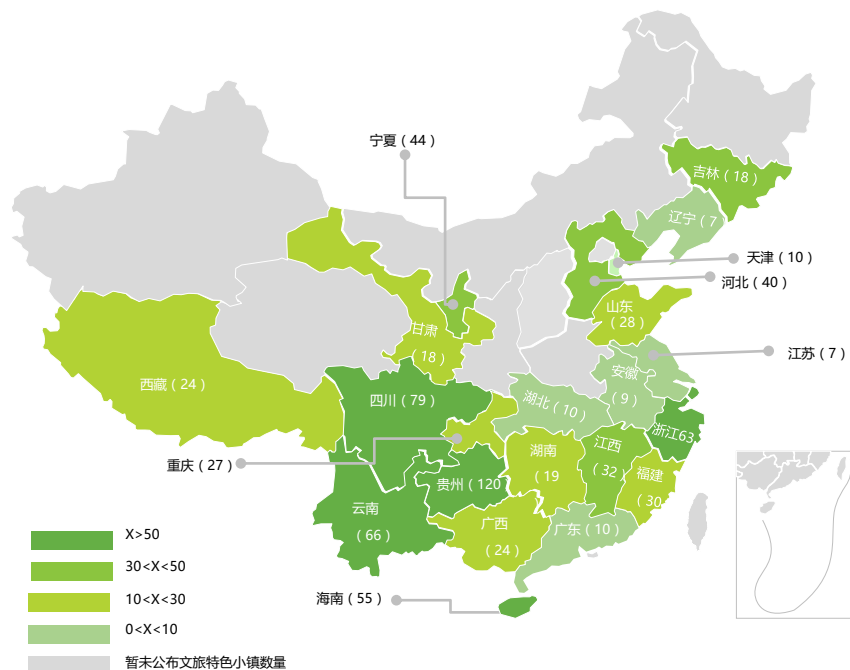 宁夏（44）
吉林（18）
辽宁（7
天津（10）
河北（40）
山东
（28）
江苏（7）
甘肃
（18）
安徽
（9）
西藏（24）
四川（79）
湖北（10）
浙江63
重庆（27）
湖南
（19
江西
（32）
贵州（120
福建
（30）
云南
（66）
广西
（24）
广东（10）
海南（55）
X>50
30<X<50
10<X<30
0<X<10
暂未公布文旅特色小镇数量